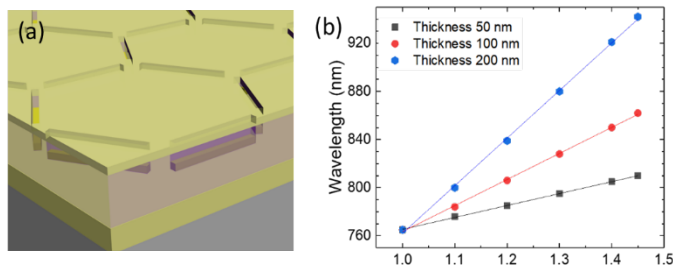 (a)
(b)
Thickness 50 nm
Thickness 100 nm
Thickness 200 nm
Wavelength (nm)
920
880
840
800
760
1.0 1.1 1.2 1.3 1.4 1.5